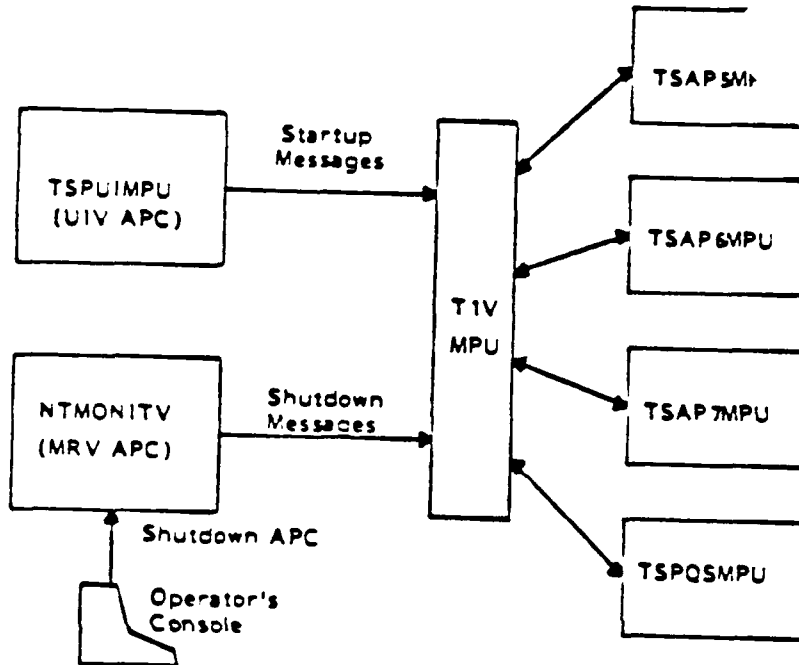 Startup
Messages
TSPUIMPU
(UIV APC)
NTMONITV
(MRV APC)
Shutdown
Messages
Shutdown APC
Operator's
Console
T1V
MPU
TSAP6MPU
TSAP7MPU
TSPQSMPU